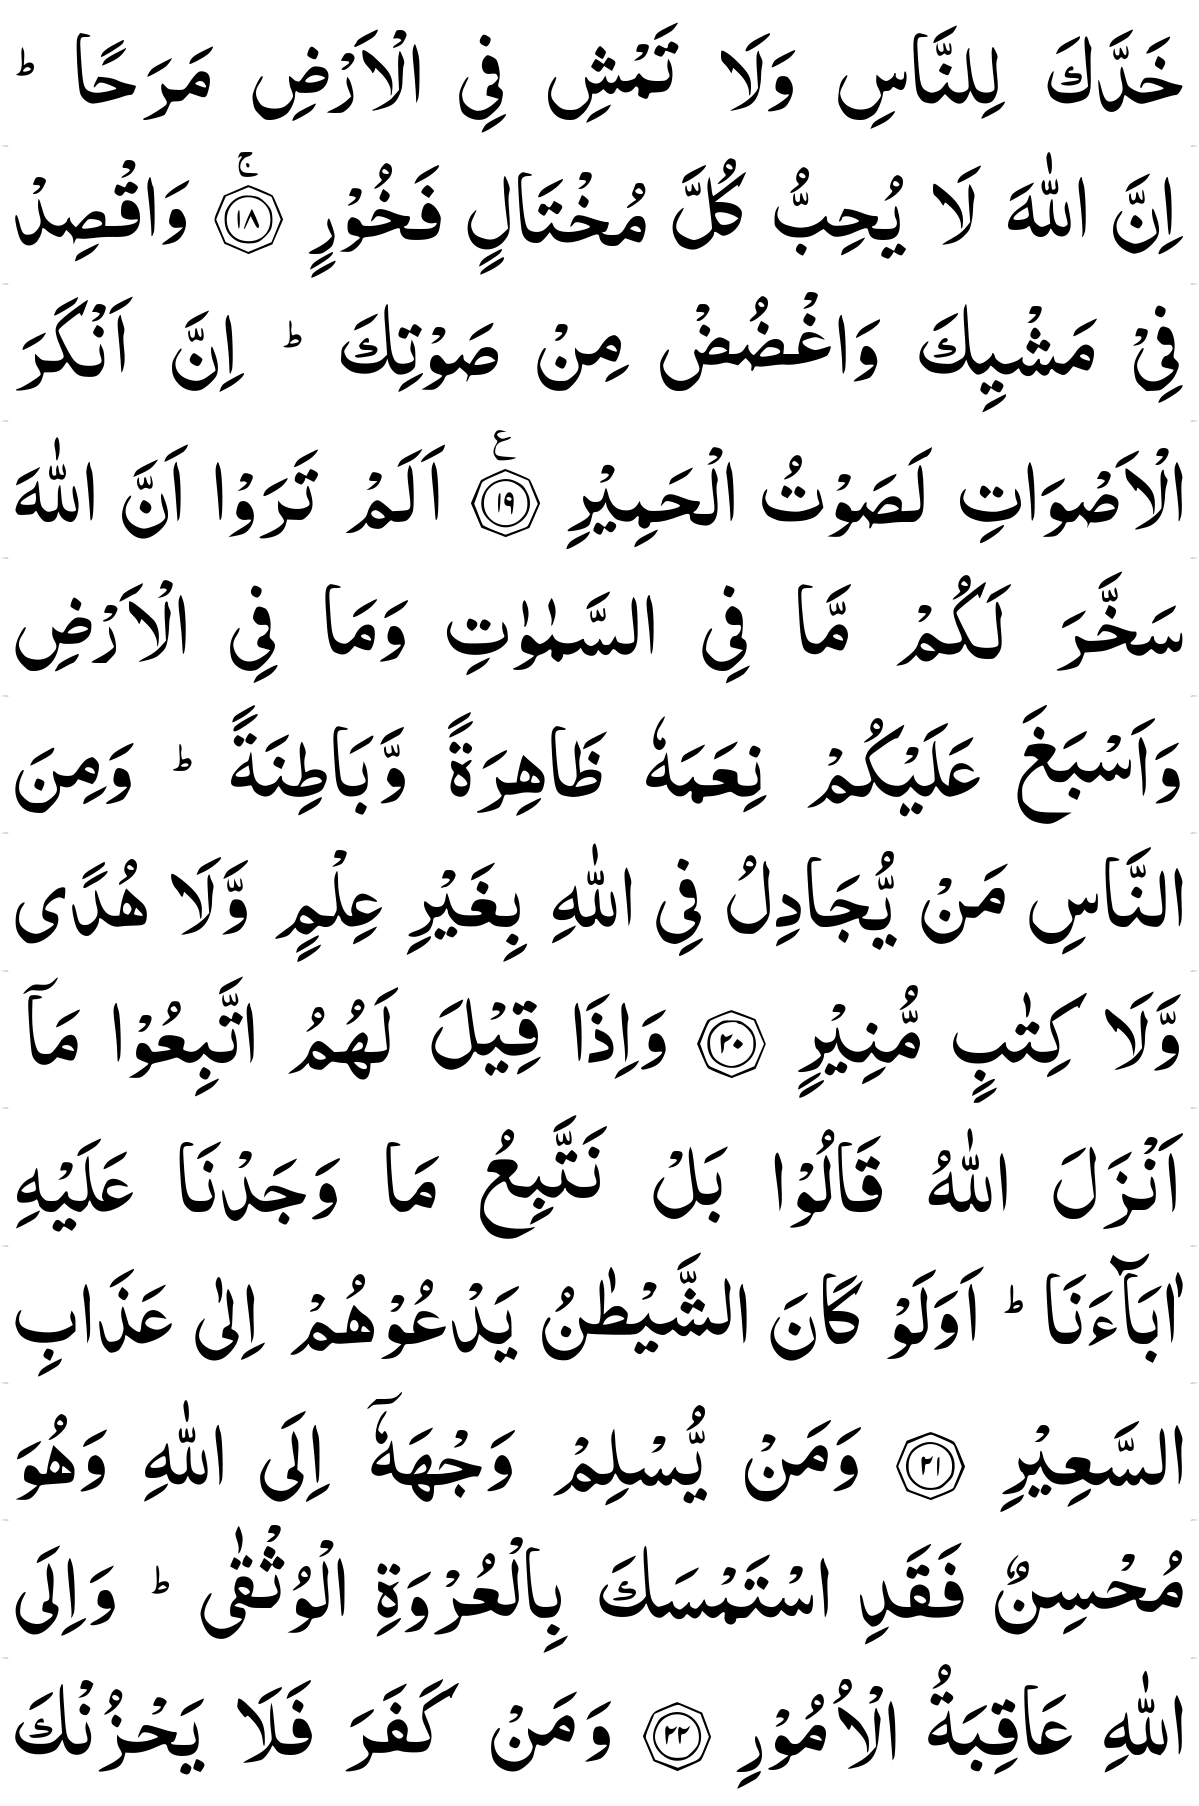 خَدَّكَ لِلنَّاسِ وَلَا تَمْشِ فِي الْاَرْضِ مَرَحًا ؕ
اِنَّ اللّٰهَ لَا يُحِبُّ كُلَّ مُخْتَالٍ فَخُوْرٍ ۚ ۝١٨ وَاقْصِدْ
فِيْ مَشْيِكَ وَاغْضُضْ مِنْ صَوْتِكَ ؕ اِنَّ اَنْكَرَ
الْاَصْوَاتِ لَصَوْتُ الْحَمِيْرِ ۝١٩ ع اَلَمْ تَرَوْا اَنَّ اللّٰهَ
سَخَّرَ لَكُمْ مَّا فِي السَّمٰوٰتِ وَمَا فِي الْاَرْضِ
وَاَسْبَغَ عَلَيْكُمْ نِعَمَهٗ ظَاهِرَةً وَّبَاطِنَةً ؕ وَمِنَ
النَّاسِ مَنْ يُّجَادِلُ فِي اللّٰهِ بِغَيْرِ عِلْمٍ وَّلَا هُدًى
وَّلَا كِتٰبٍ مُّنِيْرٍ ۝٢٠ وَاِذَا قِيْلَ لَهُمُ اتَّبِعُوْا مَآ
اَنْزَلَ اللّٰهُ قَالُوْا بَلْ نَتَّبِعُ مَا وَجَدْنَا عَلَيْهِ
اٰبَآءَنَا ؕ اَوَلَوْ كَانَ الشَّيْطٰنُ يَدْعُوْهُمْ اِلٰى عَذَابِ
السَّعِيْرِ ۝٢١ وَمَنْ يُّسْلِمْ وَجْهَهٗٓ اِلَى اللّٰهِ وَهُوَ
مُحْسِنٌ فَقَدِ اسْتَمْسَكَ بِالْعُرْوَةِ الْوُثْقٰى ؕ وَاِلَى
اللّٰهِ عَاقِبَةُ الْاُمُوْرِ ۝٢٢ وَمَنْ كَفَرَ فَلَا يَحْزُنْكَ